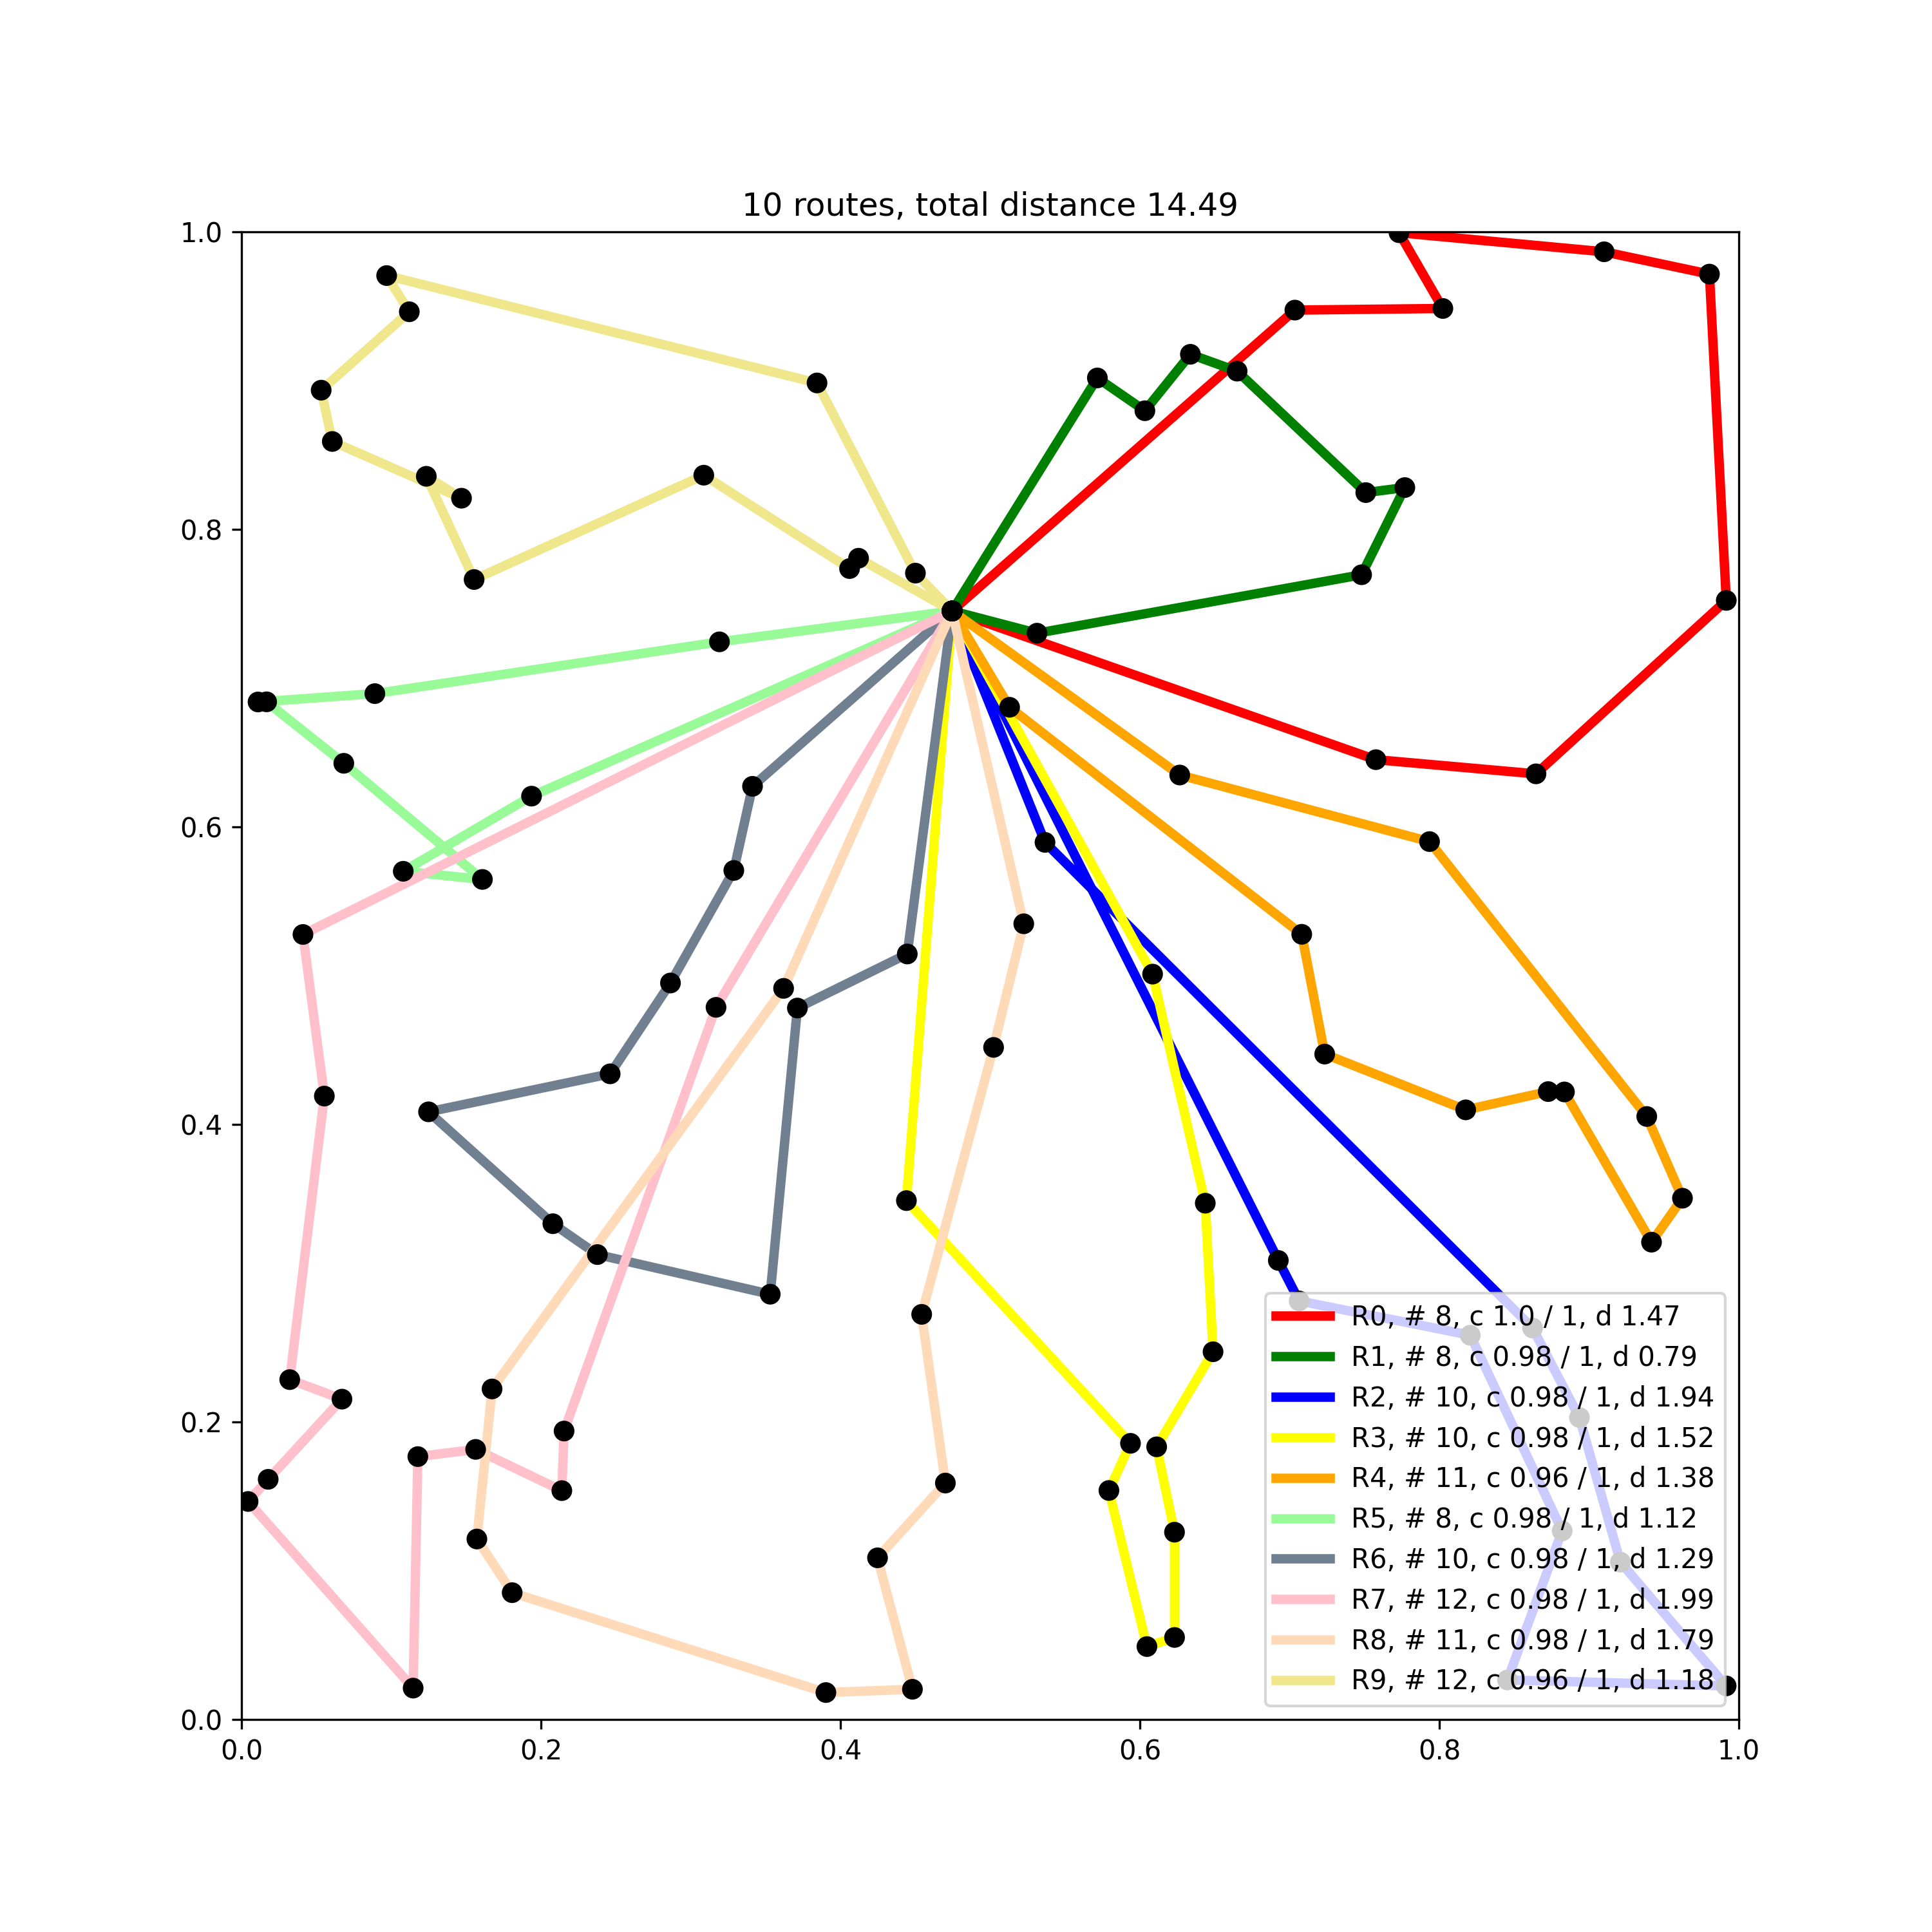 10 routes, total distance 14.49
1.0
0.8
0.6
0.4
0.2
0.0
0.0 0.2 0.4 0.6 0.8 1.0
R0, # 8, c 1.0 / 1, d 1.47
R1, # 8, c 0.98 / 1, d 0.79
R2, # 10, c 0.98 / 1, d 1.94
R3, # 10, c 0.98 / 1, d 1.52
R4, # 11, c 0.96 / 1, d 1.38
R5, # 8, c 0.98 / 1, d 1.12
R6, # 10, c 0.98 / 1, d 1.29
R7, # 12, c 0.98 / 1, d 1.99
R8, # 11, c 0.98 / 1, d 1.79
R9, # 12, c 0.96 / 1, d 1.18